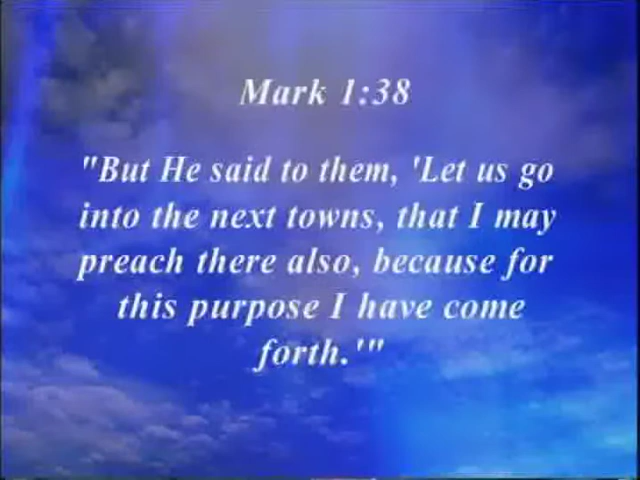 Mark 1:38
"But He said to them, 'Let us go
into the next towns, that I may
preach there also, because for
this purpose I have come
forth.'"